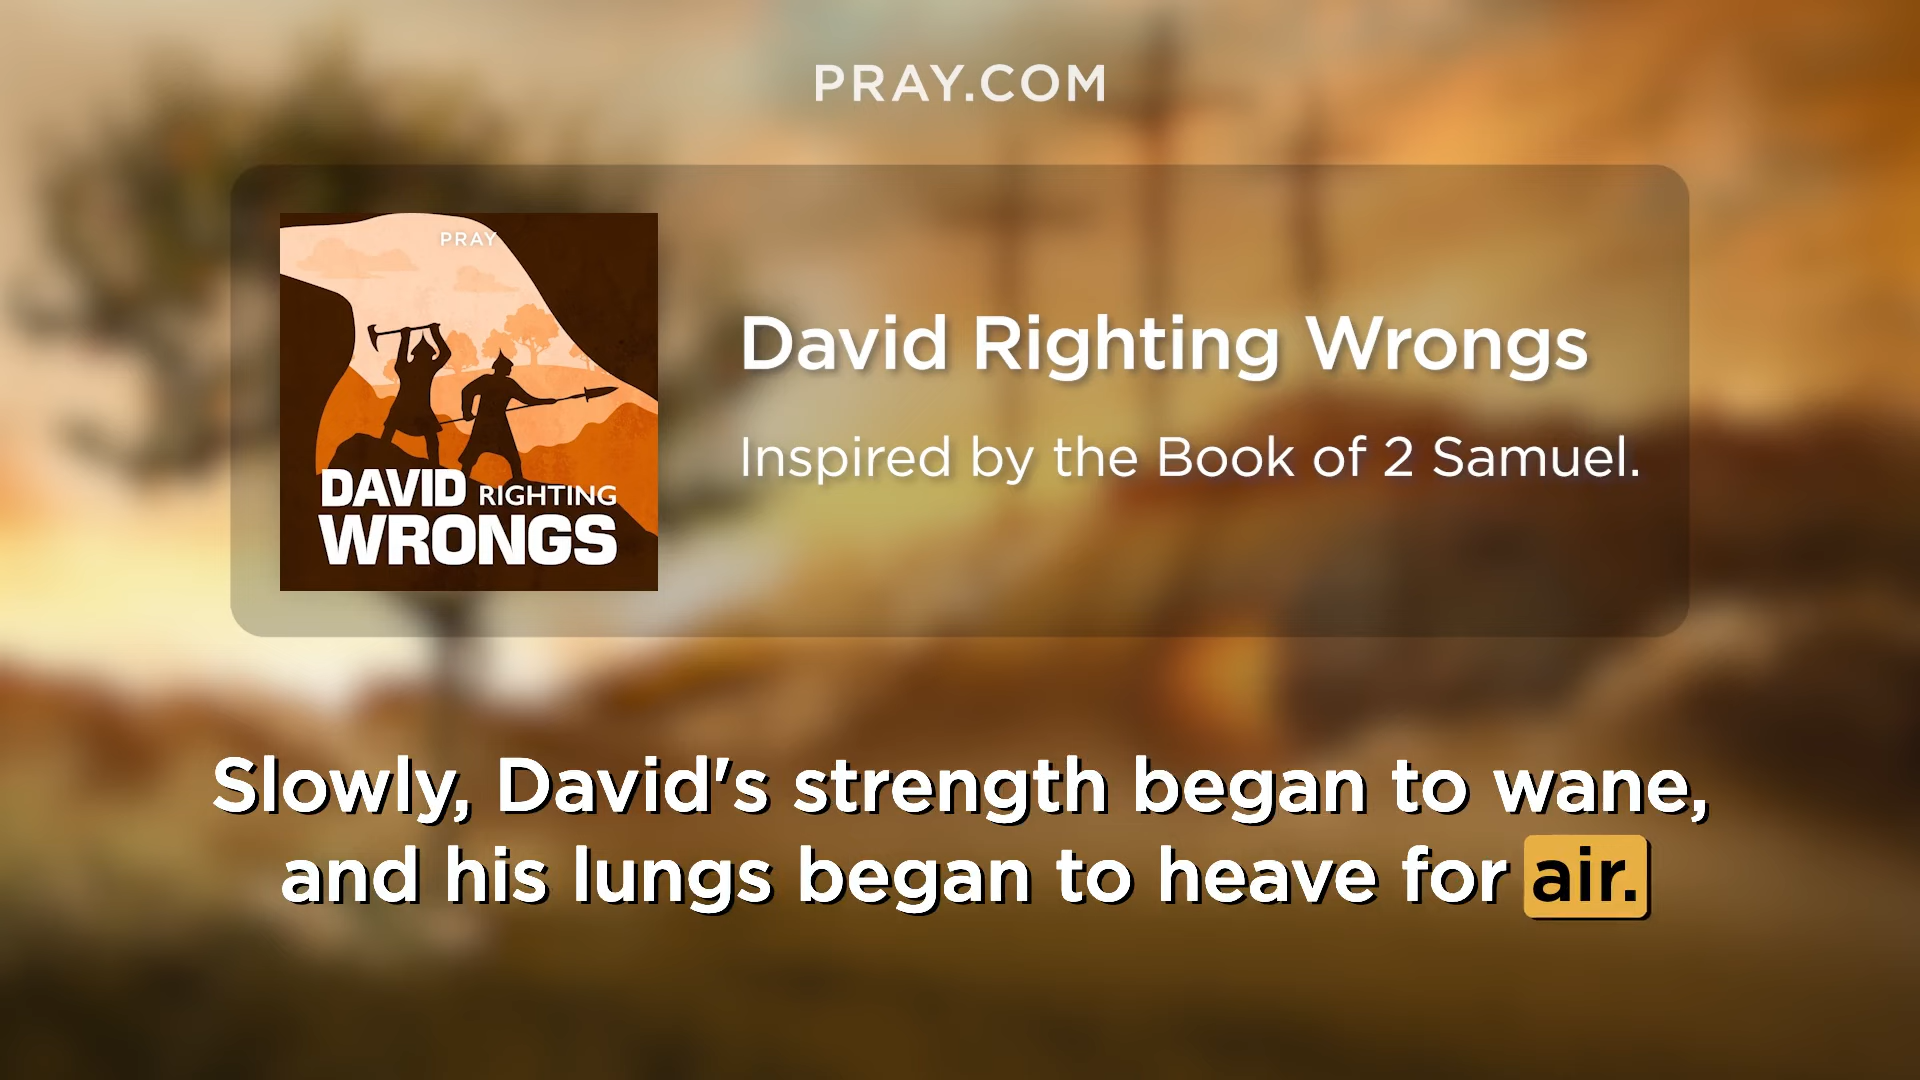 PRAY.COM
PRAY
DAVID RIGHTING
WRONGS
David Righting Wrongs
Inspired by the Book of 2 Samuel.
Slowly, David's strength began to wane,
and his lungs began to heave for air.